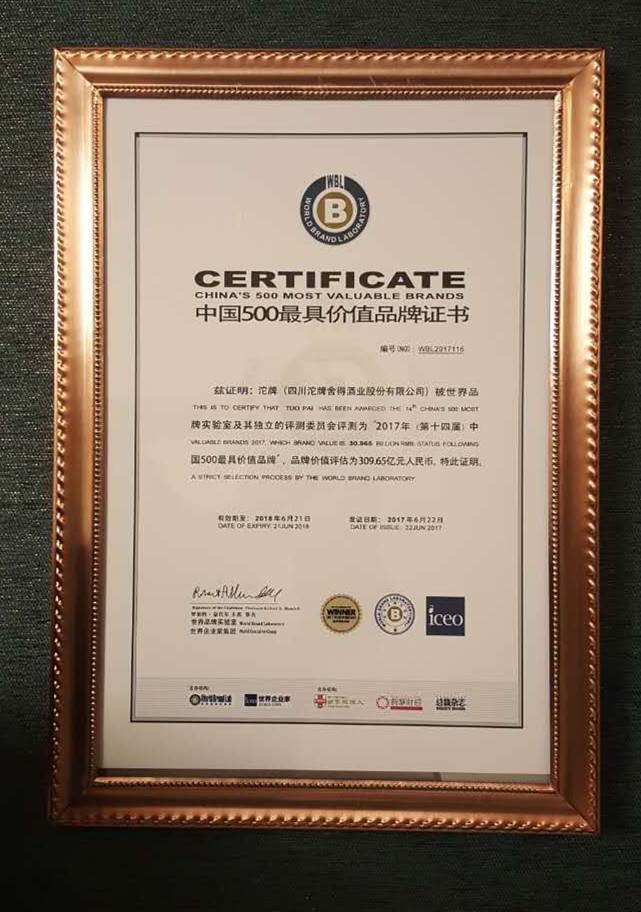 WBL
B
WORLD BRAND LABORATORY
CERTIFICATE
CHINA'S 500 MOST VALUABLE BRANDS
中国500最具价值品牌证书
编号(NO): WBL2017116
兹证明：沱牌（四川沱牌舍得酒业股份有限公司）被世界品
THIS IS TO CERTIFY THAT TUO PAI HAS BEEN AWARDED THE 14th CHINA'S 500 MOST
牌实验室及其独立的评测委员会评测为“2017年（第十四届）中
VALUABLE BRANDS 2017, WHICH BRAND VALUE IS 30.965 BILLION RMB. STATUS FOLLOWING
国500最具价值品牌”，品牌价值评估为309.65亿元人民币。特此证明。
A STRICT SELECTION PROCESS BY THE WORLD BRAND LABORATORY.
有效期至：2018年6月21日 发证日期：2017年6月22日
DATE OF EXPIRY: 21JUN 2018 DATE OF ISSUE: 22JUN 2017
世界品牌实验室 World Brand Laboratory
世界企业家集团 World Executive Group
WINNER
B
iceo
世界企业家